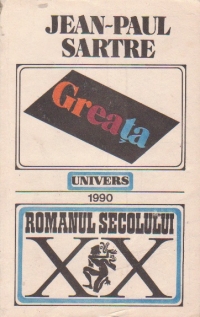 JEAN-PAUL
SARTRE
Greața
UNIVERS
1990
ROMANUL SECOLULUI
XX